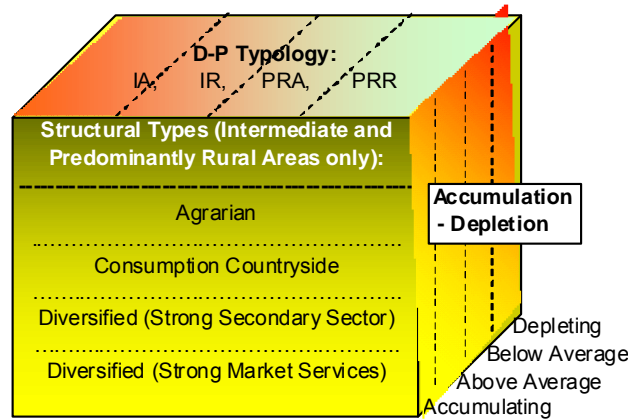 D-P Typology:
IA, IR, PRA, PRR
Structural Types (Intermediate and
Predominantly Rural Areas only):
Agrarian
Consumption Countryside
Diversified (Strong Secondary Sector)
Diversified (Strong Market Services)
Accumulation
- Depletion
Depleting
Below Average
Above Average
Accumulating